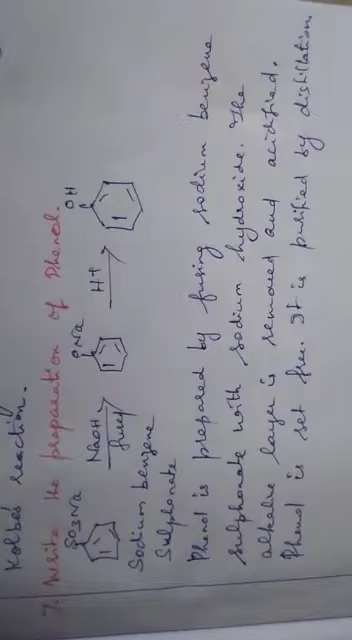 Kolbe's reaction.
7. Write the preparation of Phenol.
SO3Na ONa OH
NaOH H+
fused
Sodium benzene
Sulphonate
Phenol is prepared by fusing sodium benzene
sulphonate with sodium hydroxide. The
alkaline layer is removed and acidified.
Phenol is set free. It is purified by distillation.